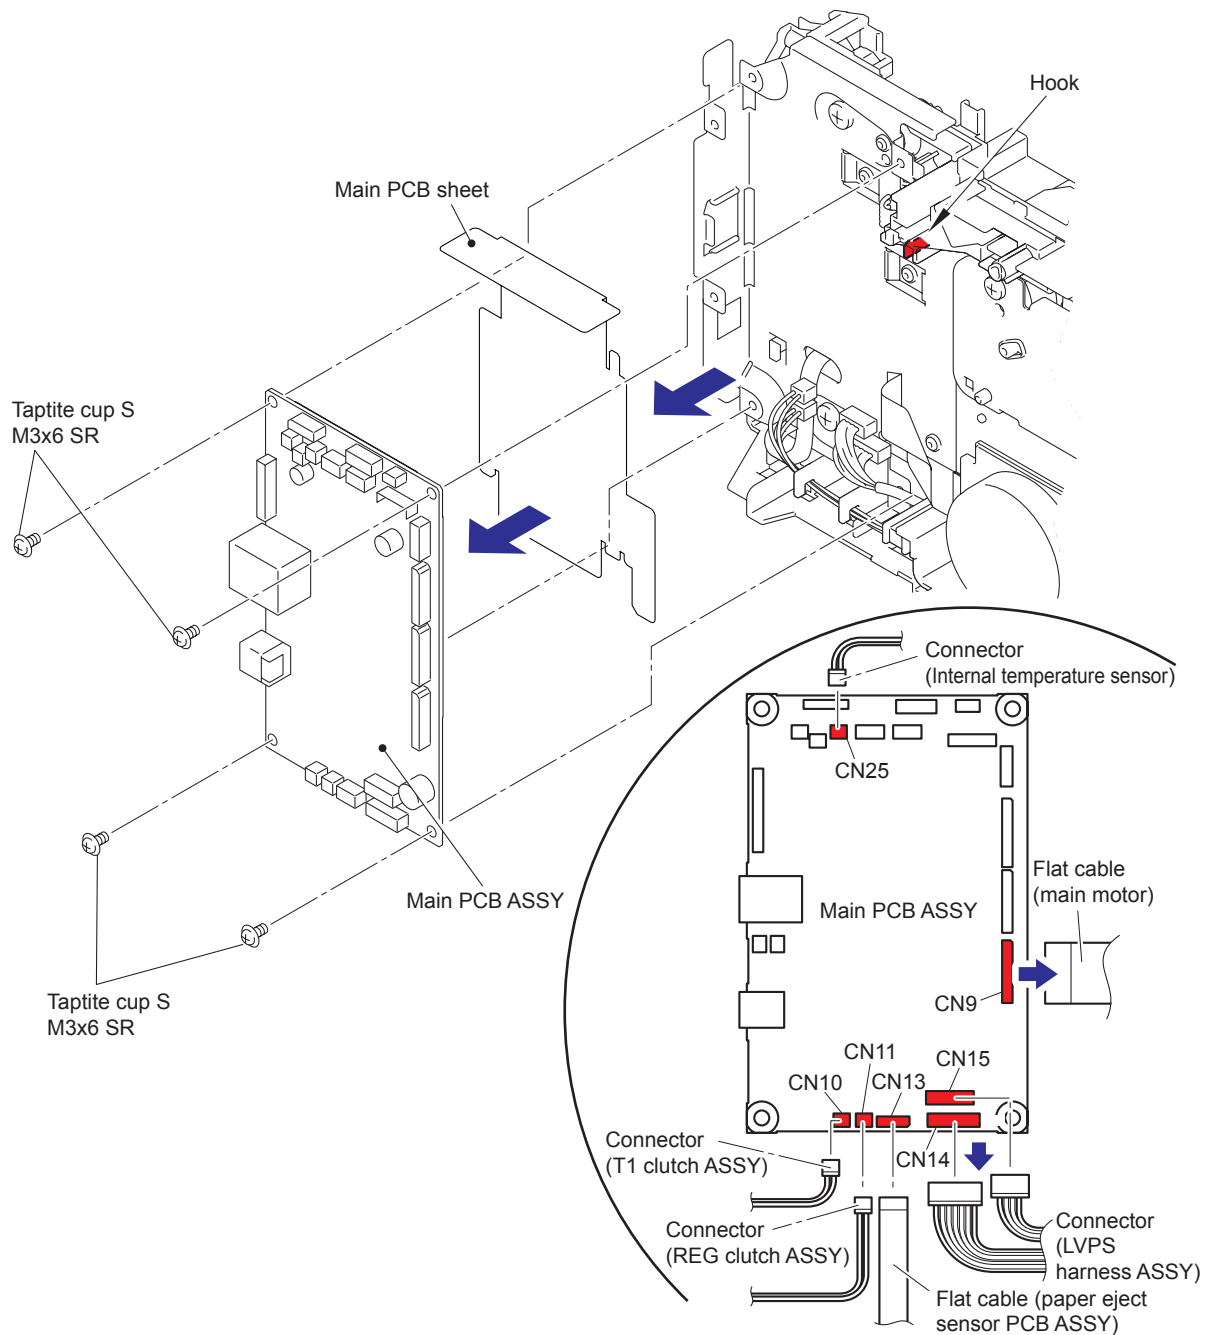 Hook
Main PCB sheet
Taptite cup S
M3x6 SR
Main PCB ASSY
Taptite cup S
M3x6 SR
Connector
(Internal temperature sensor)
CN25
Flat cable
(main motor)
Main PCB ASSY
CN9
CN11
CN15
CN10
CN13
CN14
Connector
(T1 clutch ASSY)
Connector
(REG clutch ASSY)
Connector
(LVPS
harness ASSY)
Flat cable (paper eject
sensor PCB ASSY)